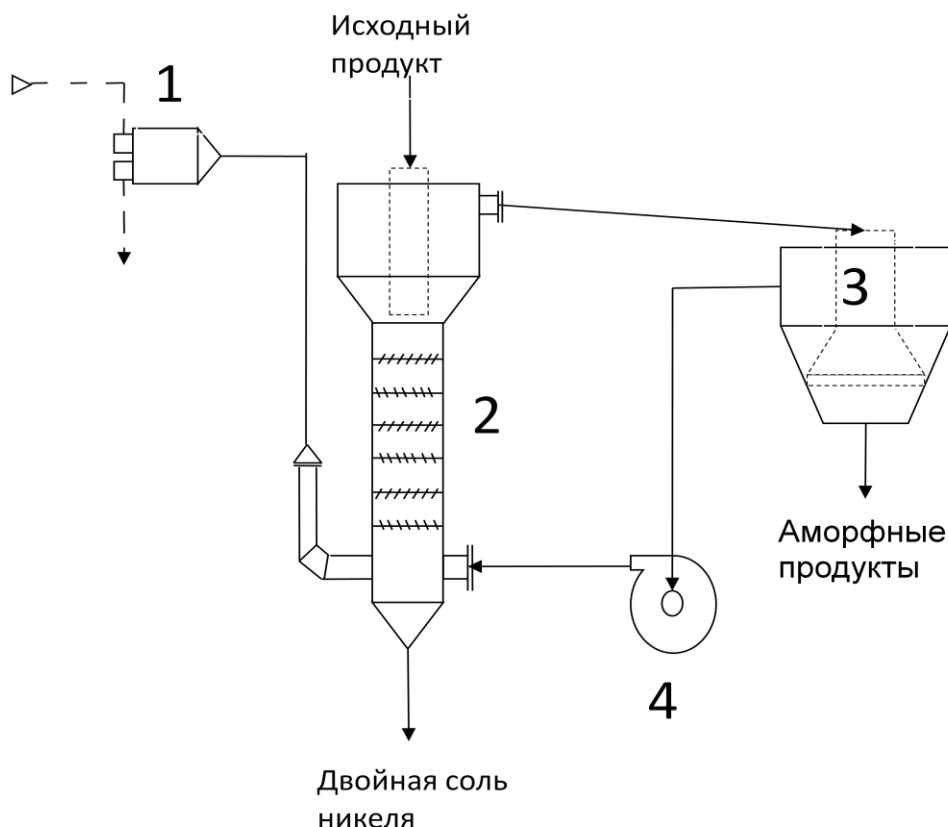 Исходный
продукт
1
2
3
Аморфные
продукты
4
Двойная соль
никеля